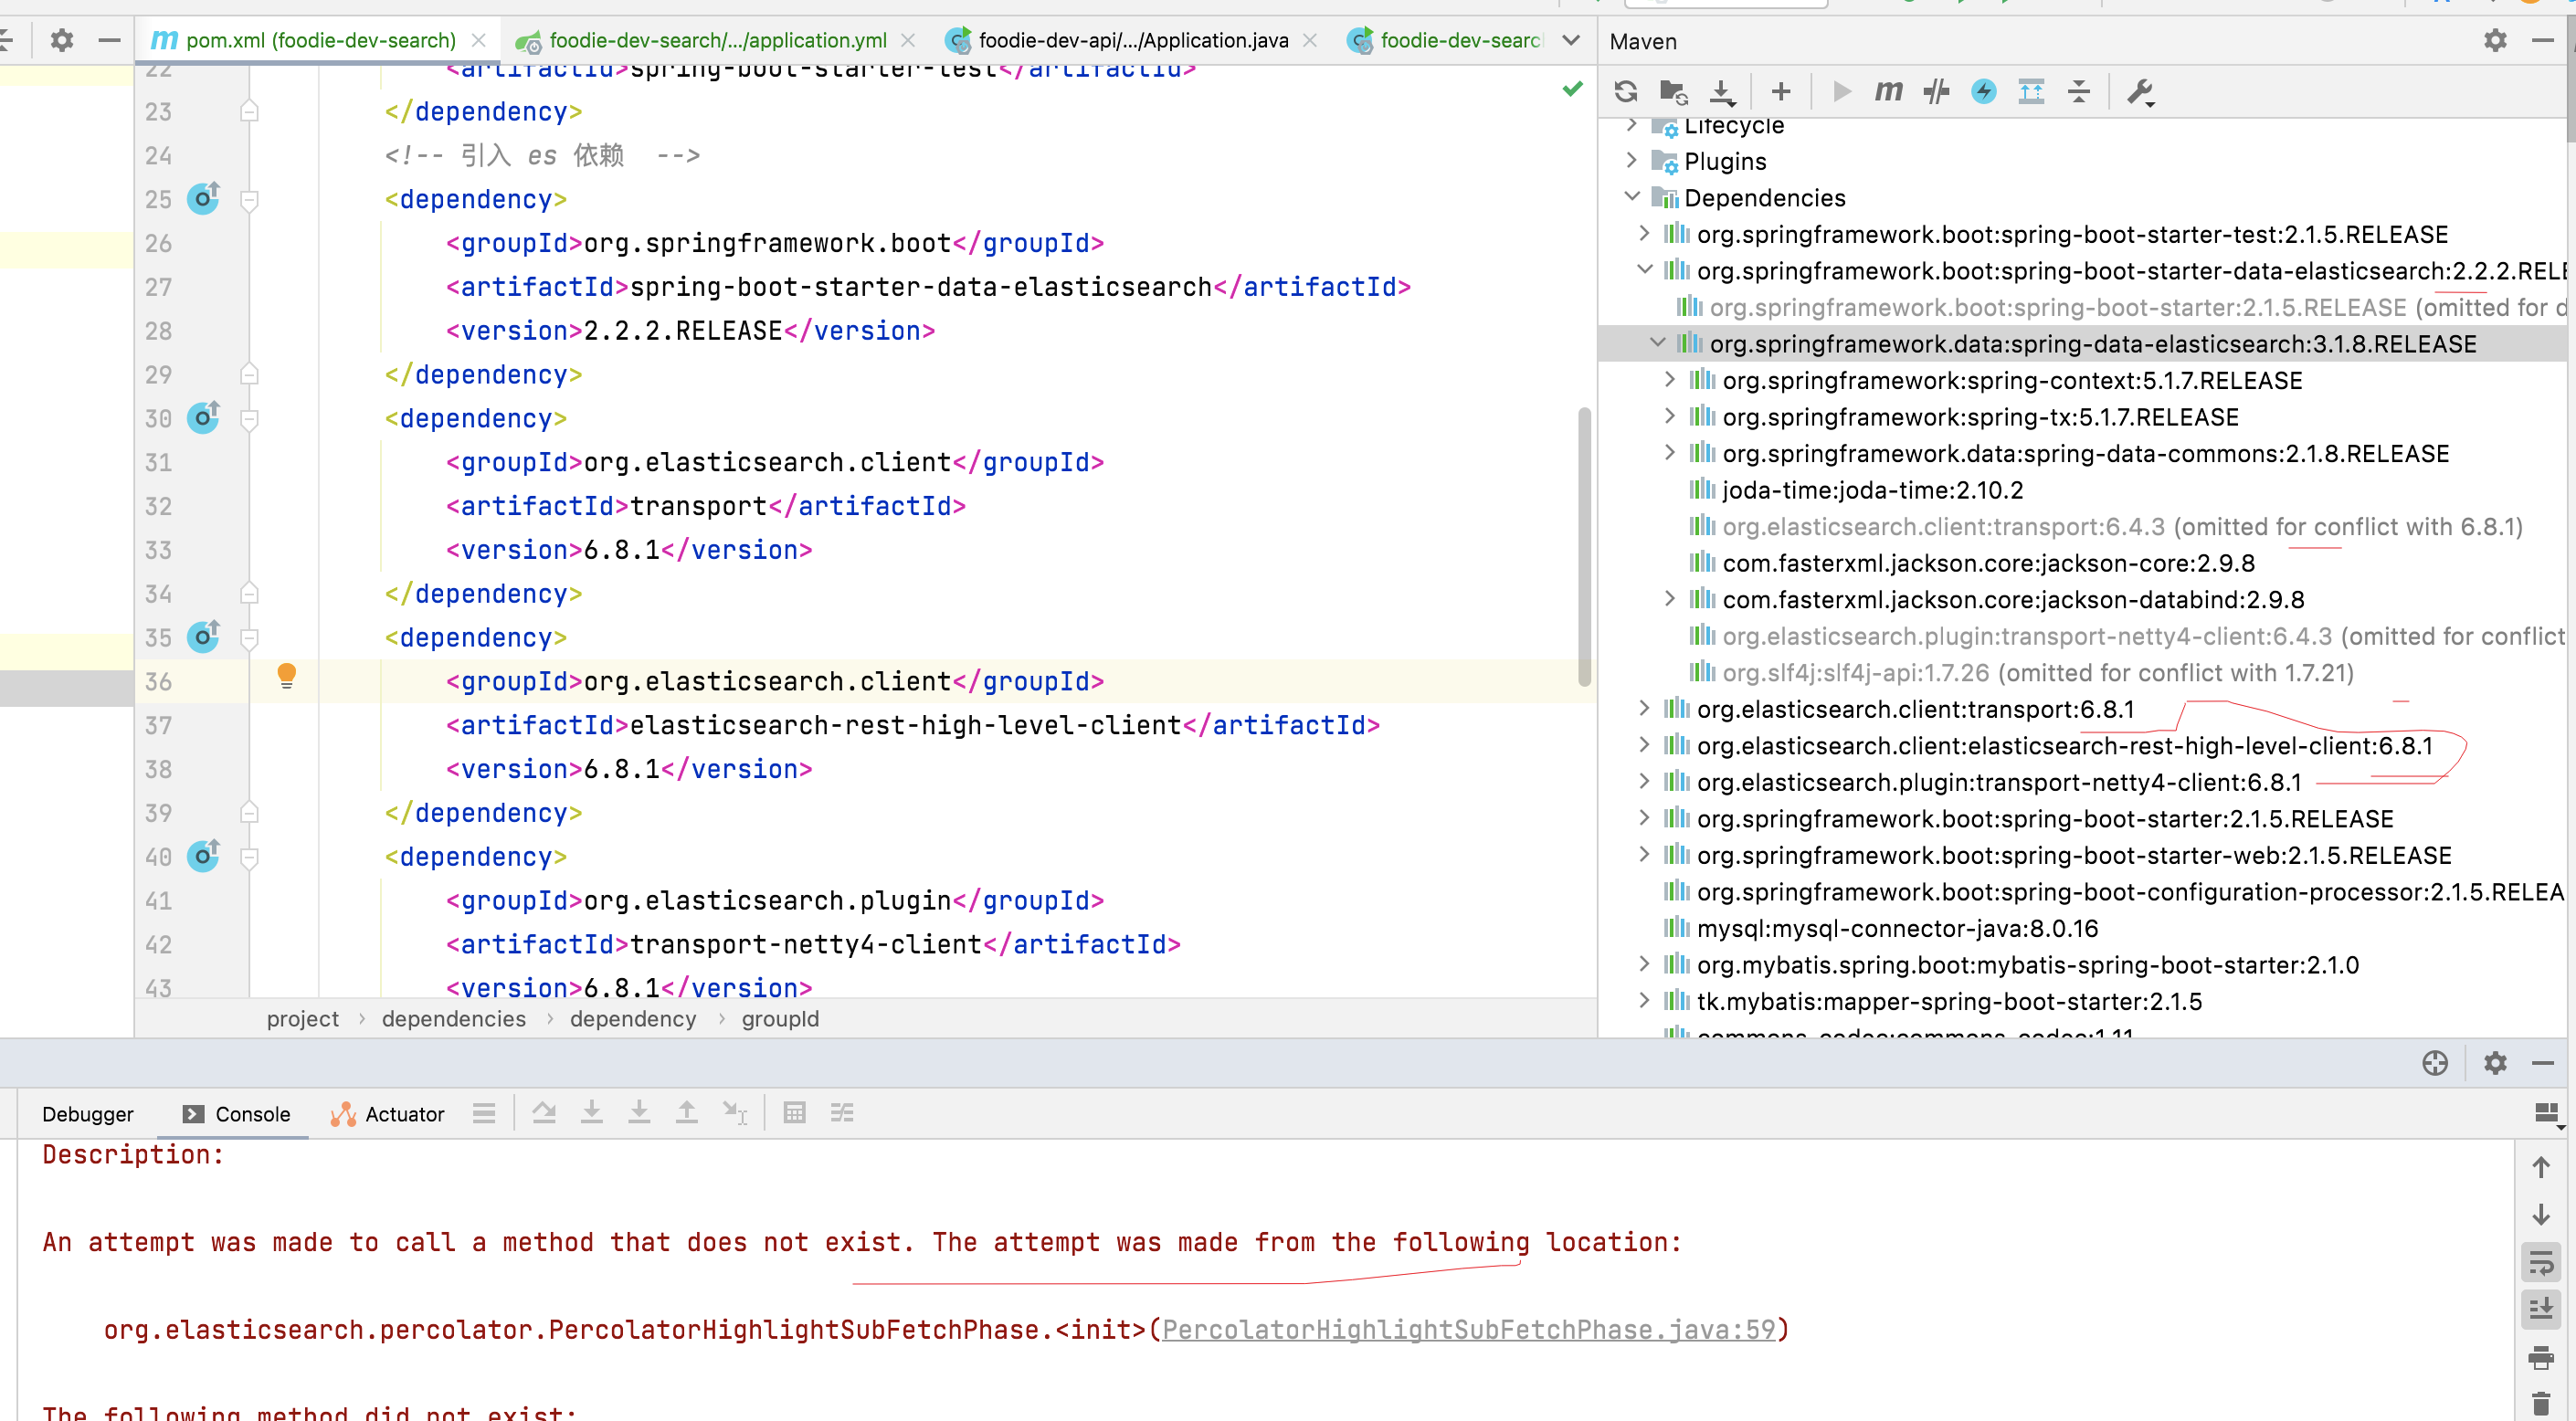 pom.xml (foodie-dev-search)
foodie-dev-search/.../application.yml
foodie-dev-api/.../Application.java
foodie-dev-searc
Maven
22 <artifactId>spring-boot-starter-test</artifactId>
23 </dependency>
24 <!-- 引入 es 依赖  -->
25 <dependency>
26 <groupId>org.springframework.boot</groupId>
27 <artifactId>spring-boot-starter-data-elasticsearch</artifactId>
28 <version>2.2.2.RELEASE</version>
29 </dependency>
30 <dependency>
31 <groupId>org.elasticsearch.client</groupId>
32 <artifactId>transport</artifactId>
33 <version>6.8.1</version>
34 </dependency>
35 <dependency>
36 <groupId>org.elasticsearch.client</groupId>
37 <artifactId>elasticsearch-rest-high-level-client</artifactId>
38 <version>6.8.1</version>
39 </dependency>
40 <dependency>
41 <groupId>org.elasticsearch.plugin</groupId>
42 <artifactId>transport-netty4-client</artifactId>
43 <version>6.8.1</version>
project › dependencies › dependency › groupId
Lifecycle
Plugins
Dependencies
org.springframework.boot:spring-boot-starter-test:2.1.5.RELEASE
org.springframework.boot:spring-boot-starter-data-elasticsearch:2.2.2.RELE
org.springframework.boot:spring-boot-starter:2.1.5.RELEASE (omitted for d
org.springframework.data:spring-data-elasticsearch:3.1.8.RELEASE
org.springframework:spring-context:5.1.7.RELEASE
org.springframework:spring-tx:5.1.7.RELEASE
org.springframework.data:spring-data-commons:2.1.8.RELEASE
joda-time:joda-time:2.10.2
org.elasticsearch.client:transport:6.4.3 (omitted for conflict with 6.8.1)
com.fasterxml.jackson.core:jackson-core:2.9.8
com.fasterxml.jackson.core:jackson-databind:2.9.8
org.elasticsearch.plugin:transport-netty4-client:6.4.3 (omitted for conflict
org.slf4j:slf4j-api:1.7.26 (omitted for conflict with 1.7.21)
org.elasticsearch.client:transport:6.8.1
org.elasticsearch.client:elasticsearch-rest-high-level-client:6.8.1
org.elasticsearch.plugin:transport-netty4-client:6.8.1
org.springframework.boot:spring-boot-starter:2.1.5.RELEASE
org.springframework.boot:spring-boot-starter-web:2.1.5.RELEASE
org.springframework.boot:spring-boot-configuration-processor:2.1.5.RELEA
mysql:mysql-connector-java:8.0.16
org.mybatis.spring.boot:mybatis-spring-boot-starter:2.1.0
tk.mybatis:mapper-spring-boot-starter:2.1.5
commons-codec:commons-codec:1.11
Debugger
Console
Actuator
Description:
An attempt was made to call a method that does not exist. The attempt was made from the following location:
org.elasticsearch.percolator.PercolatorHighlightSubFetchPhase.<init>(PercolatorHighlightSubFetchPhase.java:59)
The following method did not exist: